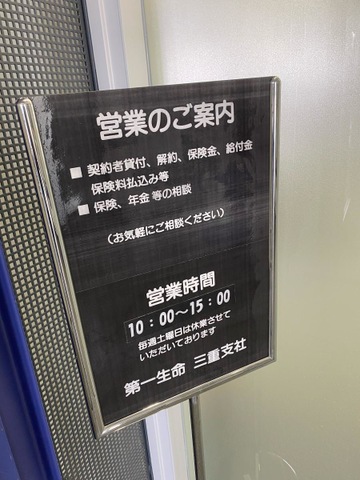 営業のご案内
■ 契約者貸付、解約、保険金、給付金
保険料払込み等
■ 保険、年金 等の相談
(お気軽にご相談ください)
営業時間
10：00～15：00
毎週土曜日は休業させて
いただいております
第一生命 三重支社